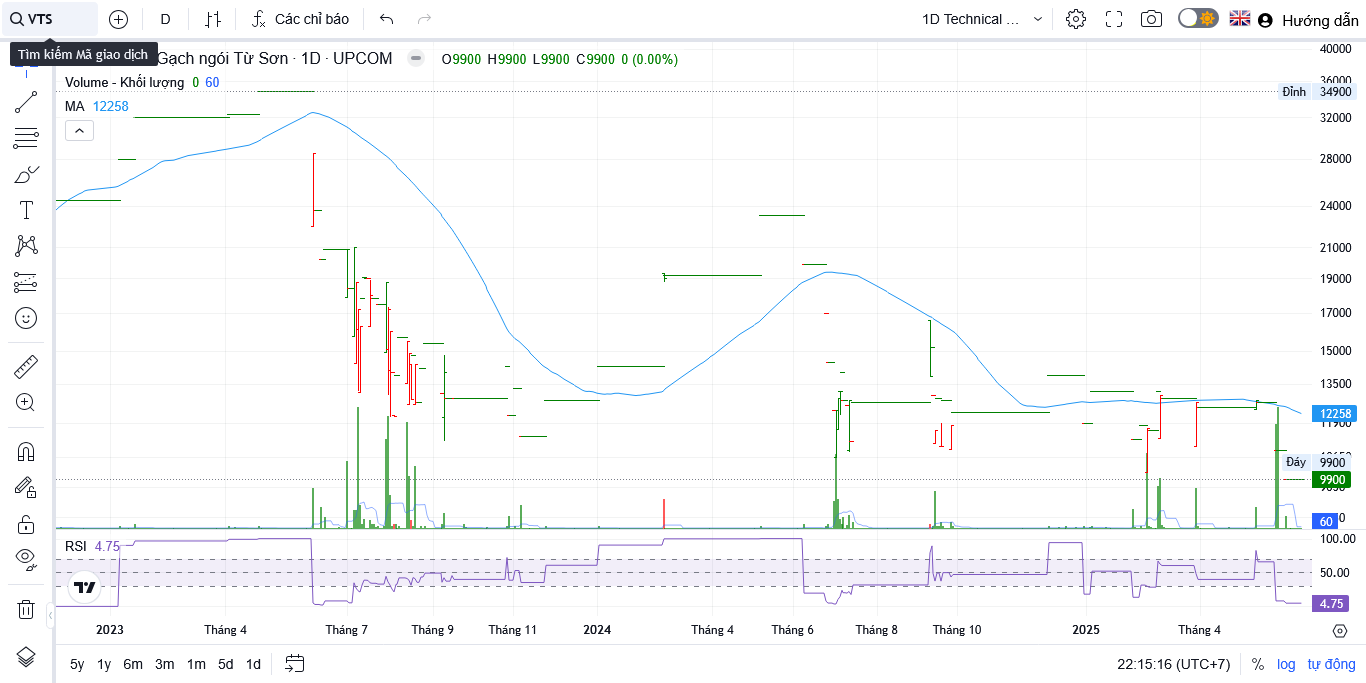 VTS
D
Các chỉ báo
1D Technical ...
Hướng dẫn
Tìm kiếm Mã giao dịch
Gạch ngói Từ Sơn · 1D · UPCOM
O9900 H9900 L9900 C9900 0 (0.00%)
Volume - Khối lượng 0 60
MA 12258
40000
36000
Đỉnh 34900
32000
28000
24000
21000
19000
17000
15000
13500
12258
11900
Đáy 9900
9900
60
RSI 4.75
100.00
50.00
4.75
2023
Tháng 4
Tháng 7
Tháng 9
Tháng 11
2024
Tháng 4
Tháng 6
Tháng 8
Tháng 10
2025
Tháng 4
5y 1y 6m 3m 1m 5d 1d
22:15:16 (UTC+7) % log tự động